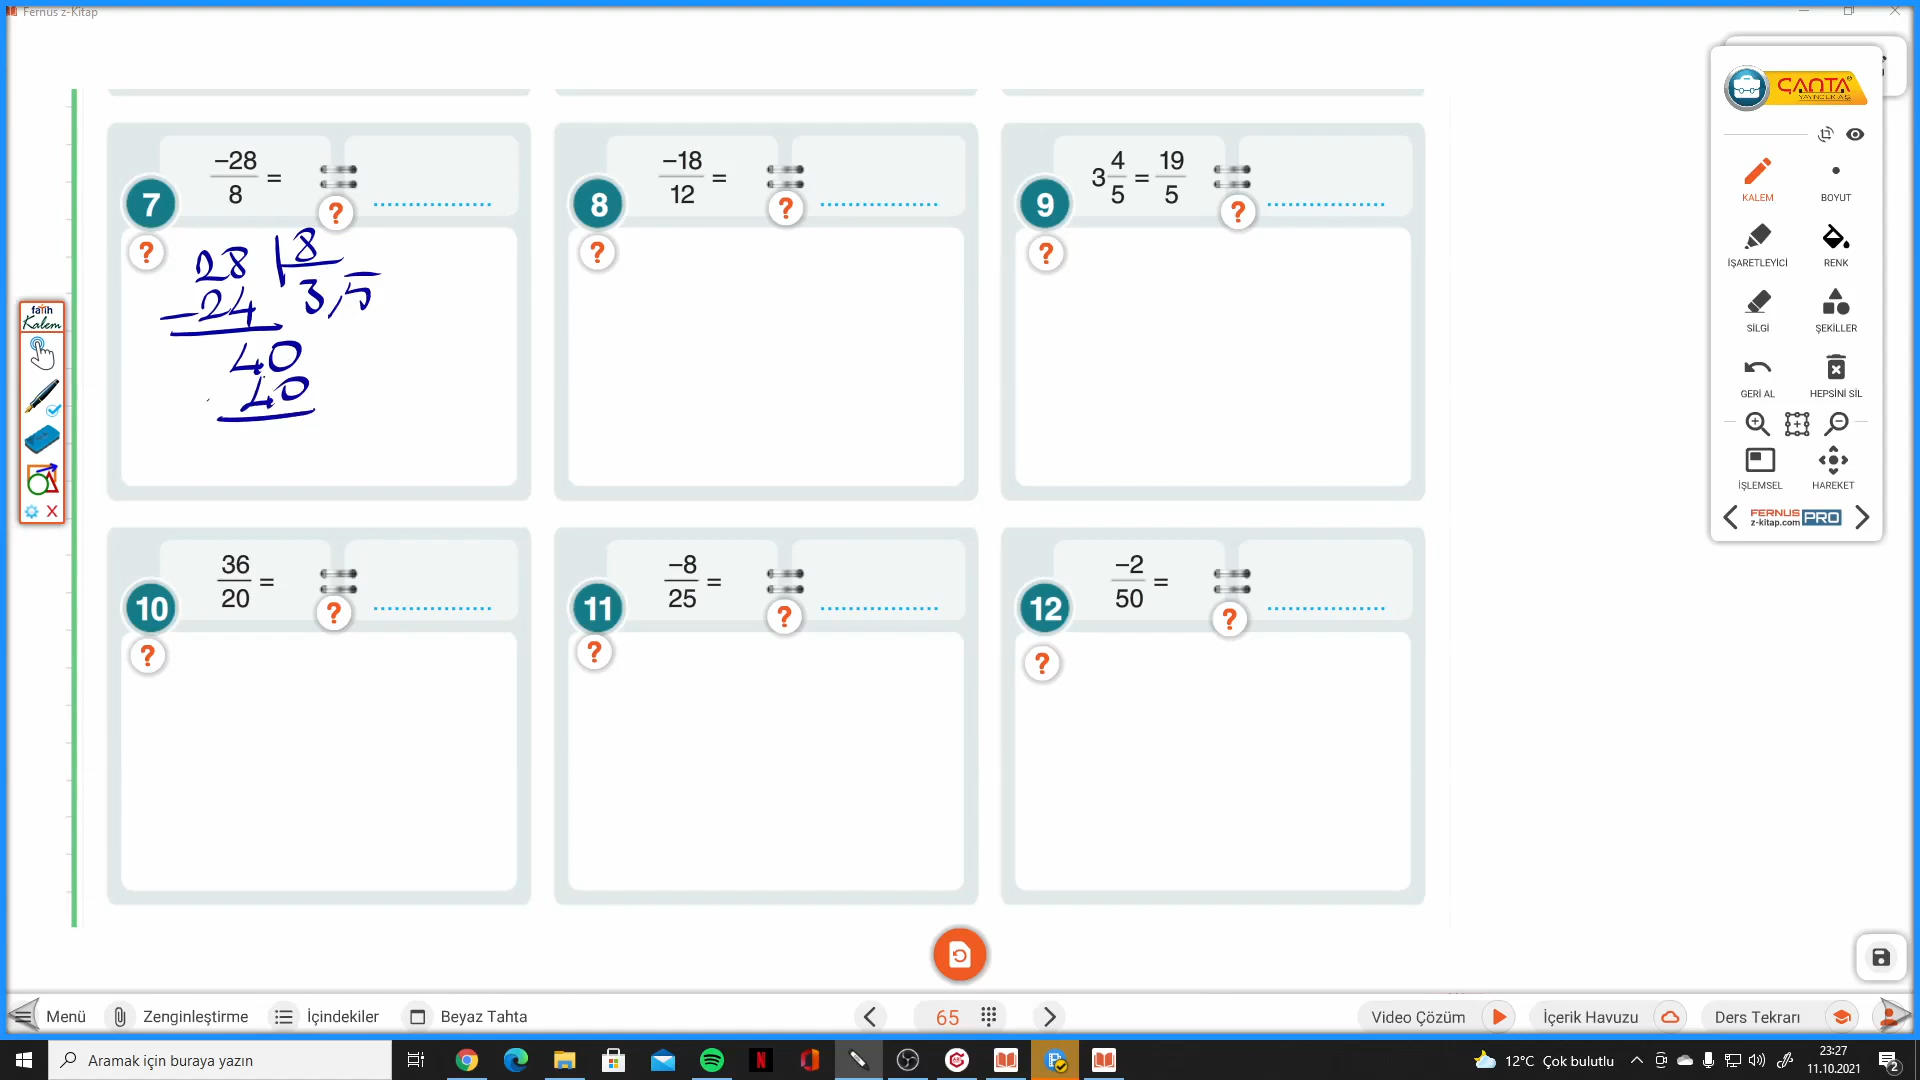 Fernus z-Kitap
-28
8
=
7
28 | 8
-24 3,5
40
40
-18
12
=
8
3 4/5 = 19/5
9
36
20
=
10
-8
25
=
11
-2
50
=
12
fatih
Kalem
ÇANTA
YAYINCILIK A.Ş.
KALEM
BOYUT
İŞARETLEYİCİ
RENK
SİLGİ
ŞEKİLLER
GERİ AL
HEPSİNİ SİL
İŞLEMSEL
HAREKET
FERNUS
z-kitap.com PRO
Menü
Zenginleştirme
İçindekiler
Beyaz Tahta
65
Video Çözüm
İçerik Havuzu
Ders Tekrarı
Aramak için buraya yazın
12°C Çok bulutlu
23:27
11.10.2021
2